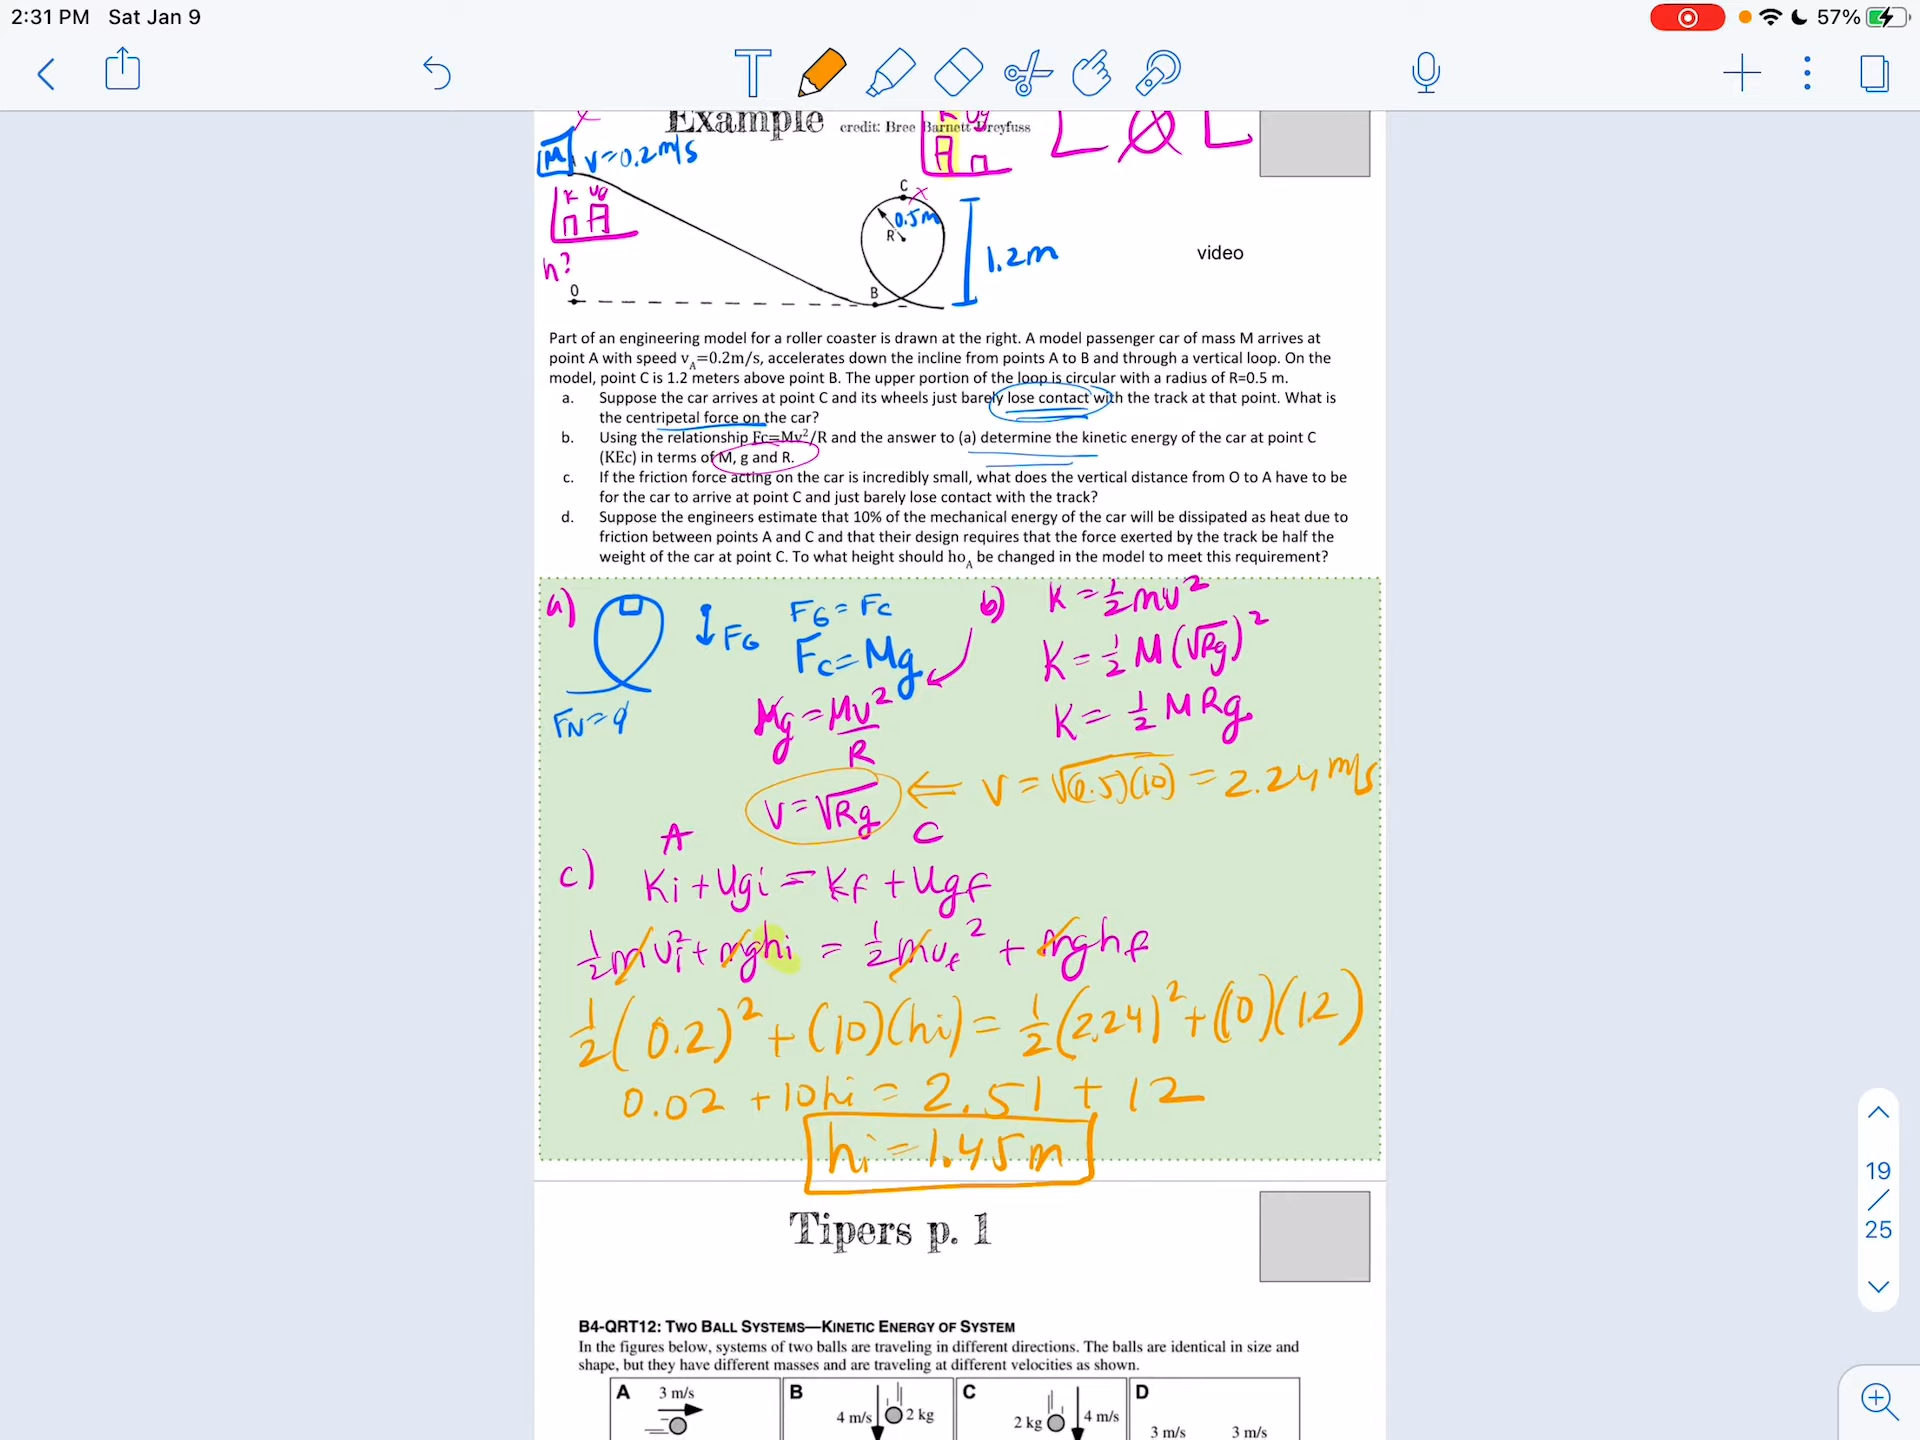 2:31 PM Sat Jan 9
57%
T
Example credit: Bree Barnett Dreyfuss
K Ug
L O L
M V=0.2m/s
K Ug
h?
C
0.5m
R
1.2m
video
O
B
Part of an engineering model for a roller coaster is drawn at the right. A model passenger car of mass M arrives at
point A with speed vA=0.2m/s, accelerates down the incline from points A to B and through a vertical loop. On the
model, point C is 1.2 meters above point B. The upper portion of the loop is circular with a radius of R=0.5 m.
a. Suppose the car arrives at point C and its wheels just barely lose contact with the track at that point. What is
the centripetal force on the car?
b. Using the relationship Fc=Mv²/R and the answer to (a) determine the kinetic energy of the car at point C
(KEc) in terms of M, g and R.
c. If the friction force acting on the car is incredibly small, what does the vertical distance from O to A have to be
for the car to arrive at point C and just barely lose contact with the track?
d. Suppose the engineers estimate that 10% of the mechanical energy of the car will be dissipated as heat due to
friction between points A and C and that their design requires that the force exerted by the track be half the
weight of the car at point C. To what height should hoA be changed in the model to meet this requirement?
a)
FG
FN=0
FG=Fc
Fc=Mg
Mg=Mv²/R
V=√Rg
b) K=½mv²
K=½M(√Rg)²
K=½MRg
V=√(0.5)(10) = 2.24 m/s
A C
c) Ki+Ugi=Kf+Ugf
½mvi²+mghi = ½mvf² + mghf
½(0.2)²+(10)(hi)=½(2.24)²+(10)(1.2)
0.02 +10hi = 2.51 + 12
hi=1.45m
Tipers p. 1
B4-QRT12: TWO BALL SYSTEMS—KINETIC ENERGY OF SYSTEM
In the figures below, systems of two balls are traveling in different directions. The balls are identical in size and
shape, but they have different masses and are traveling at different velocities as shown.
A 3 m/s
B 4 m/s 2 kg
C 2 kg 4 m/s
D 3 m/s 3 m/s
19
/
25